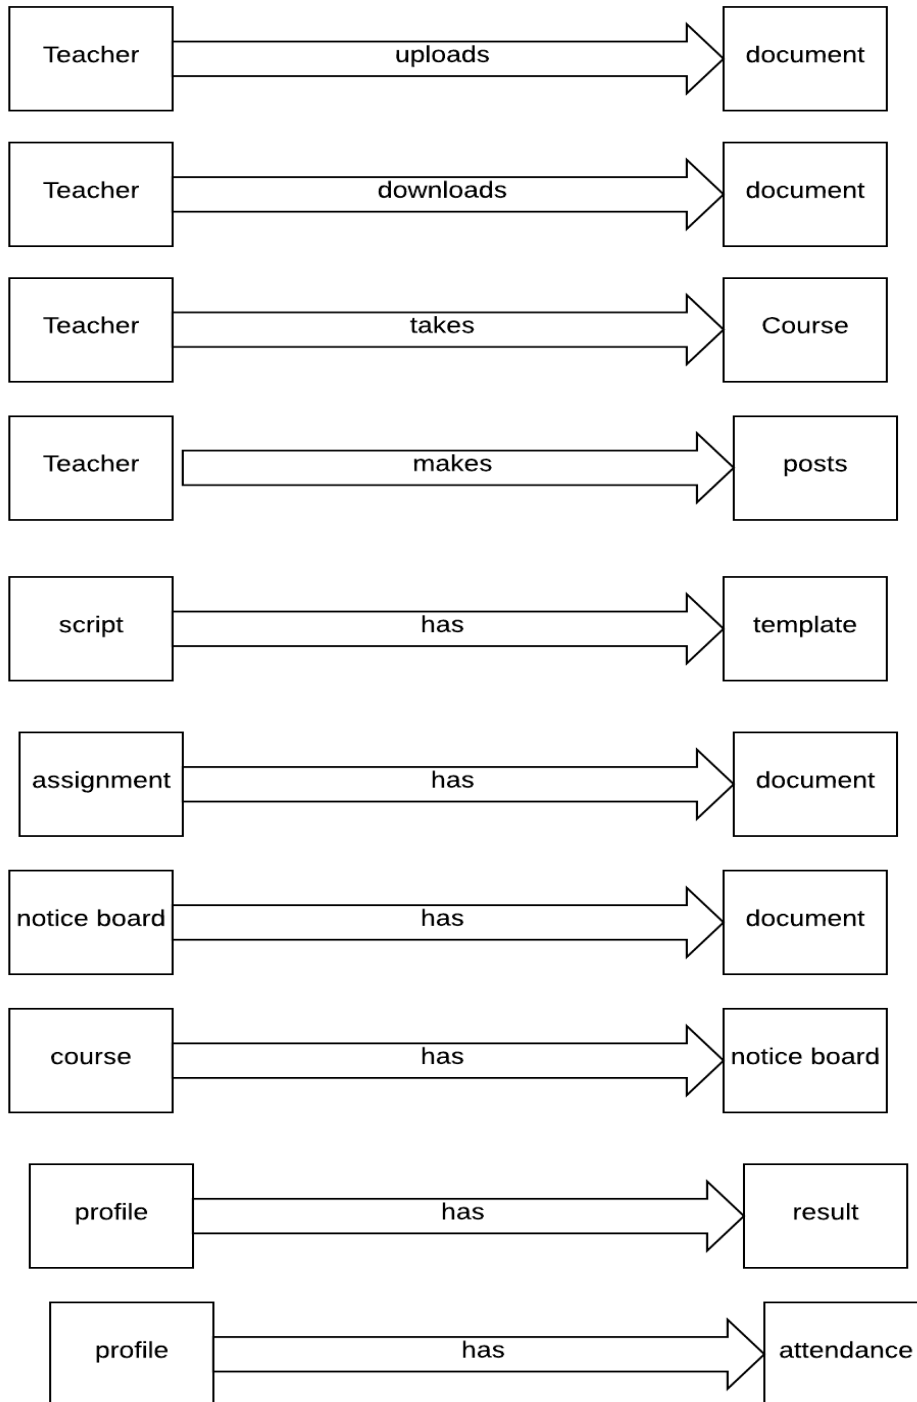 Teacher uploads document
Teacher downloads document
Teacher takes Course
Teacher makes posts
script has template
assignment has document
notice board has document
course has notice board
profile has result
profile has attendance